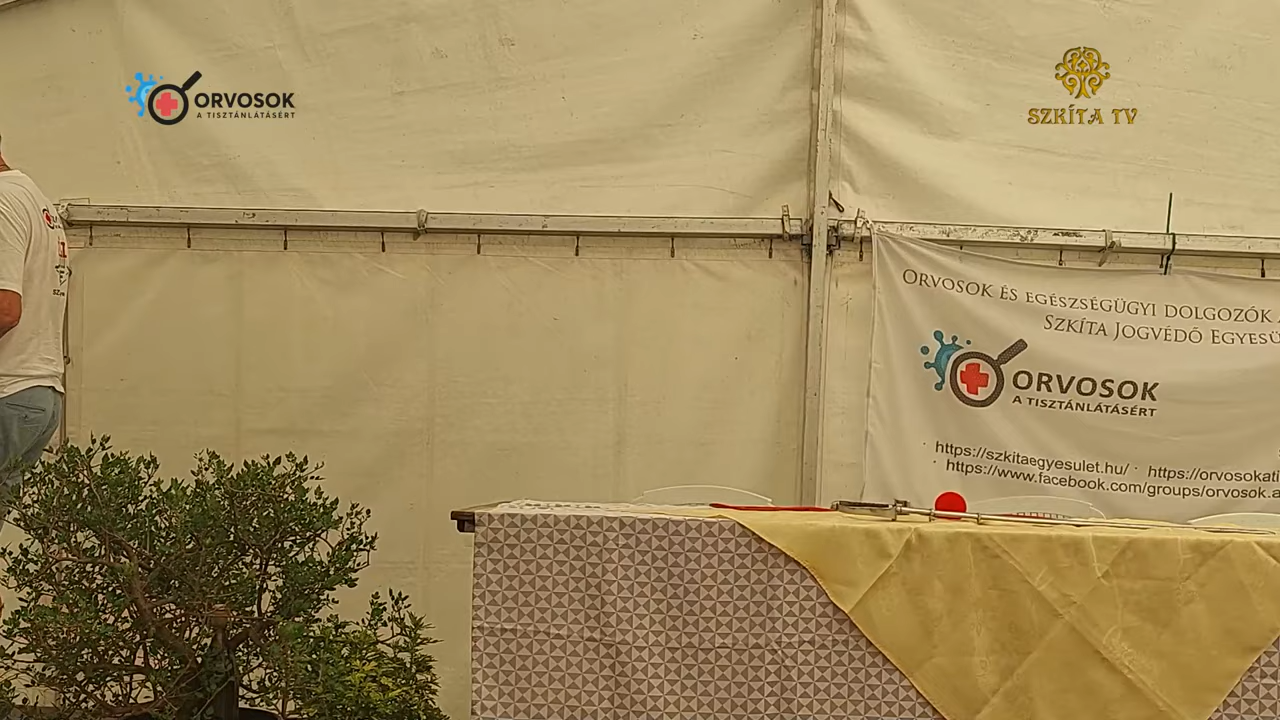 ORVOSOK
A TISZTÁNLÁTÁSÉRT
SZKÍTA TV
ORVOSOK ÉS EGÉSZSÉGÜGYI DOLGOZÓK
SZKÍTA JOGVÉDŐ
ORVOSOK
A TISZTÁNLÁTÁSÉRT
https://szkitaegyesulet.hu/
https://www.facebook.com/groups/orvosok.a